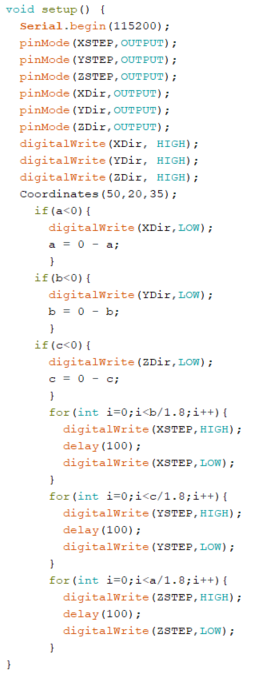 void setup() {
Serial.begin(115200);
pinMode(XSTEP,OUTPUT);
pinMode(YSTEP,OUTPUT);
pinMode(ZSTEP,OUTPUT);
pinMode(XDir,OUTPUT);
pinMode(YDir,OUTPUT);
pinMode(ZDir,OUTPUT);
digitalWrite(XDir, HIGH);
digitalWrite(YDir, HIGH);
digitalWrite(ZDir, HIGH);
Coordinates(50,20,35);
if(a<0){
digitalWrite(XDir,LOW);
a = 0 - a;
}
if(b<0){
digitalWrite(YDir,LOW);
b = 0 - b;
}
if(c<0){
digitalWrite(ZDir,LOW);
c = 0 - c;
}
for(int i=0;i<b/1.8;i++){
digitalWrite(XSTEP,HIGH);
delay(100);
digitalWrite(XSTEP,LOW);
}
for(int i=0;i<c/1.8;i++){
digitalWrite(YSTEP,HIGH);
delay(100);
digitalWrite(YSTEP,LOW);
}
for(int i=0;i<a/1.8;i++){
digitalWrite(ZSTEP,HIGH);
delay(100);
digitalWrite(ZSTEP,LOW);
}
}